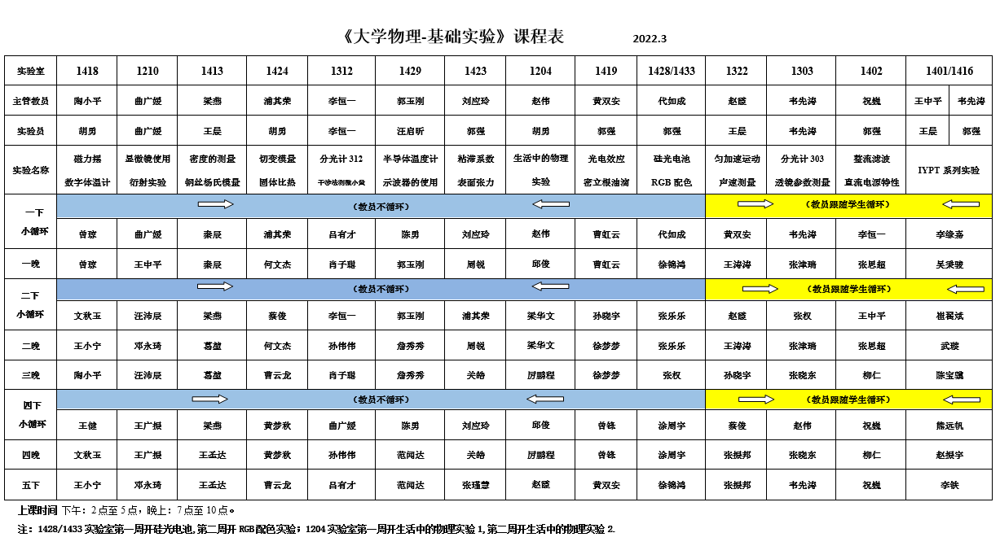 《大学物理-基础实验》课程表 2022.3
实验室 1418 1210 1413 1424 1312 1429 1423 1204 1419 1428/1433 1322 1303 1402 1401/1416
主管教员 陶小平 曲广媛 梁燕 浦其荣 李恒一 郭玉刚 刘应玲 赵伟 黄双安 代如成 赵霞 韦先涛 祝巍 王中平 韦先涛
实验员 胡勇 曲广媛 王晨 胡勇 李恒一 汪启昕 郭强 胡勇 郭强 郭强 王晨 韦先涛 郭强 王晨 郭强
实验名称 磁力摆 显微镜使用 密度的测量 切变模量 分光计 312 半导体温度计 粘滞系数 生活中的物理 光电效应 硅光电池 匀加速运动 分光计 303 整流滤波 IYPT 系列实验
数字体温计 衍射实验 钢丝杨氏模量 固体比热 干涉法测微小量 示波器的使用 表面张力 实验 密立根油滴 RGB 配色 声速测量 透镜参数测量 直流电源特性
一下 (教员不循环) (教员跟随学生循环)
小循环 曾琼 曲广媛 秦辰 浦其荣 吕有才 陈勇 刘应玲 赵伟 曹虹云 代如成 黄双安 韦先涛 李恒一 李缘嘉
一晚 曾琼 王中平 秦辰 何文杰 肖子聪 郭玉刚 周锐 邱俊 曹虹云 徐锦鸿 王涛涛 张津瑞 张思超 吴秉骏
二下 (教员不循环) (教员跟随学生循环)
小循环 文秋玉 汪沛辰 梁燕 蔡俊 李恒一 郭玉刚 浦其荣 梁华文 孙晓宇 张乐乐 赵霞 张权 王中平 崔翟斌
二晚 王小宁 邓永琦 葛堃 何文杰 孙伟伟 詹秀秀 周锐 梁华文 徐梦梦 张乐乐 王涛涛 张津瑞 张思超 武璇
三晚 陶小平 汪沛辰 葛堃 曹云龙 肖子聪 詹秀秀 关皓 厉鹏程 徐梦梦 张权 孙晓宇 张晓东 柳仁 陈宝骥
四下 (教员不循环) (教员跟随学生循环)
小循环 王健 王广振 梁燕 黄梦秋 曲广媛 陈勇 刘应玲 邱俊 曾锋 涂周宇 蔡俊 赵伟 祝巍 熊远帆
四晚 文秋玉 王广振 王孟达 黄梦秋 孙伟伟 范闻达 关皓 厉鹏程 曾锋 涂周宇 张振邦 张晓东 柳仁 赵振宇
五下 王小宁 邓永琦 王孟达 曹云龙 吕有才 范闻达 张瑾慧 赵霞 黄双安 徐锦鸿 张振邦 韦先涛 祝巍 李轶
上课时间 下午：2 点至 5 点，晚上：7 点至 10 点。
注：1428/1433 实验室第一周开硅光电池,第二周开 RGB 配色实验；1204 实验室第一周开生活中的物理实验 1,第二周开生活中的物理实验 2.